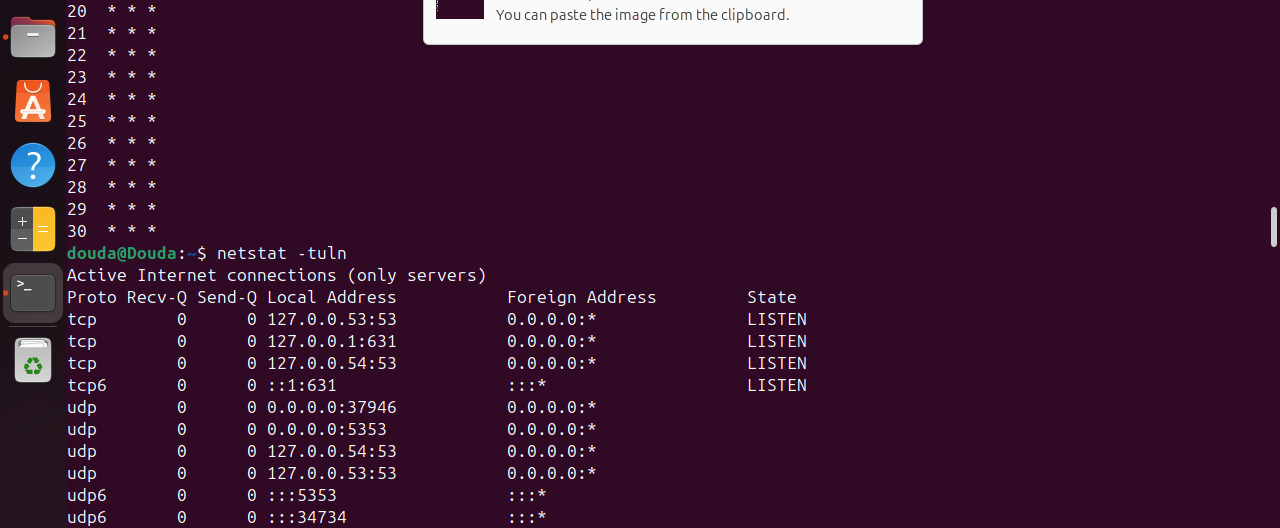 You can paste the image from the clipboard.
20  * * *
21  * * *
22  * * *
23  * * *
24  * * *
25  * * *
26  * * *
27  * * *
28  * * *
29  * * *
30  * * *
douda@Douda:~$ netstat -tuln
Active Internet connections (only servers)
Proto Recv-Q Send-Q Local Address           Foreign Address         State
tcp        0      0 127.0.0.53:53           0.0.0.0:*               LISTEN
tcp        0      0 127.0.0.1:631           0.0.0.0:*               LISTEN
tcp        0      0 127.0.0.54:53           0.0.0.0:*               LISTEN
tcp6       0      0 ::1:631                 :::*                    LISTEN
udp        0      0 0.0.0.0:37946           0.0.0.0:*
udp        0      0 0.0.0.0:5353            0.0.0.0:*
udp        0      0 127.0.0.54:53           0.0.0.0:*
udp        0      0 127.0.0.53:53           0.0.0.0:*
udp6       0      0 :::5353                 :::*
udp6       0      0 :::34734                :::*